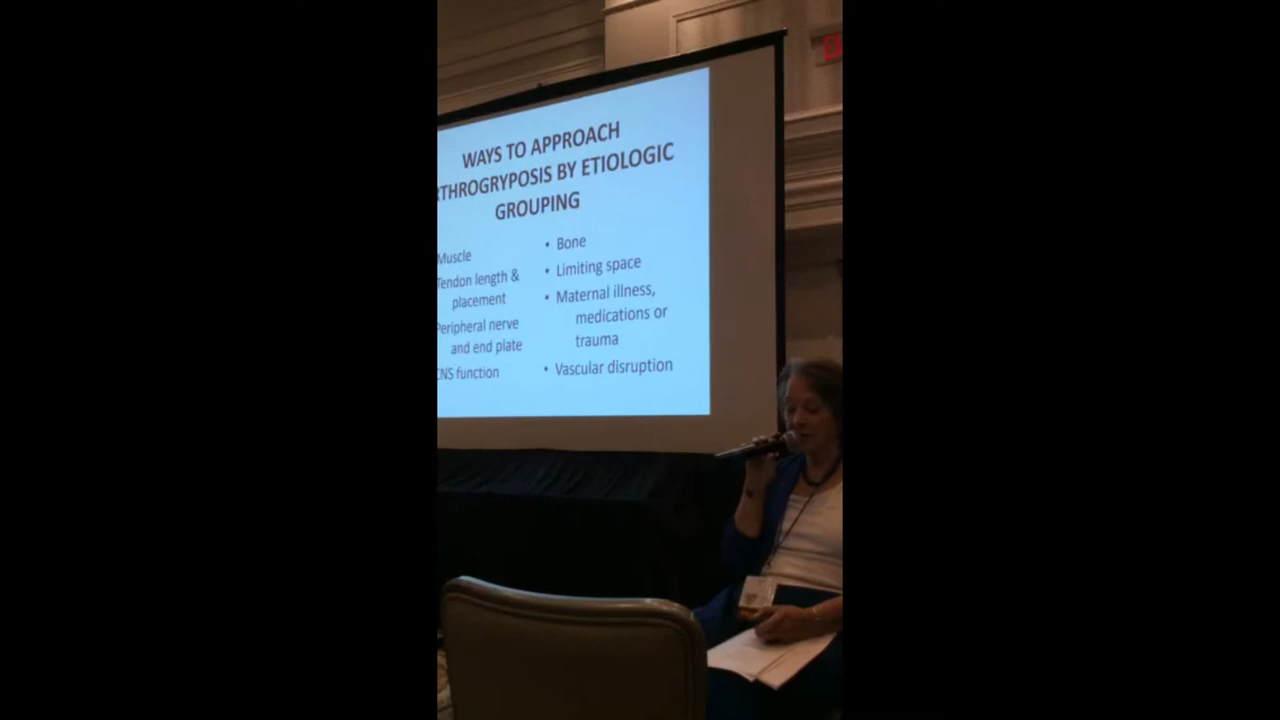 WAYS TO APPROACH
RTHROGRYPOSIS BY ETIOLOGIC
GROUPING
Muscle
Tendon length &
placement
Peripheral nerve
and end plate
CNS function
• Bone
• Limiting space
• Maternal illness,
medications or
trauma
• Vascular disruption